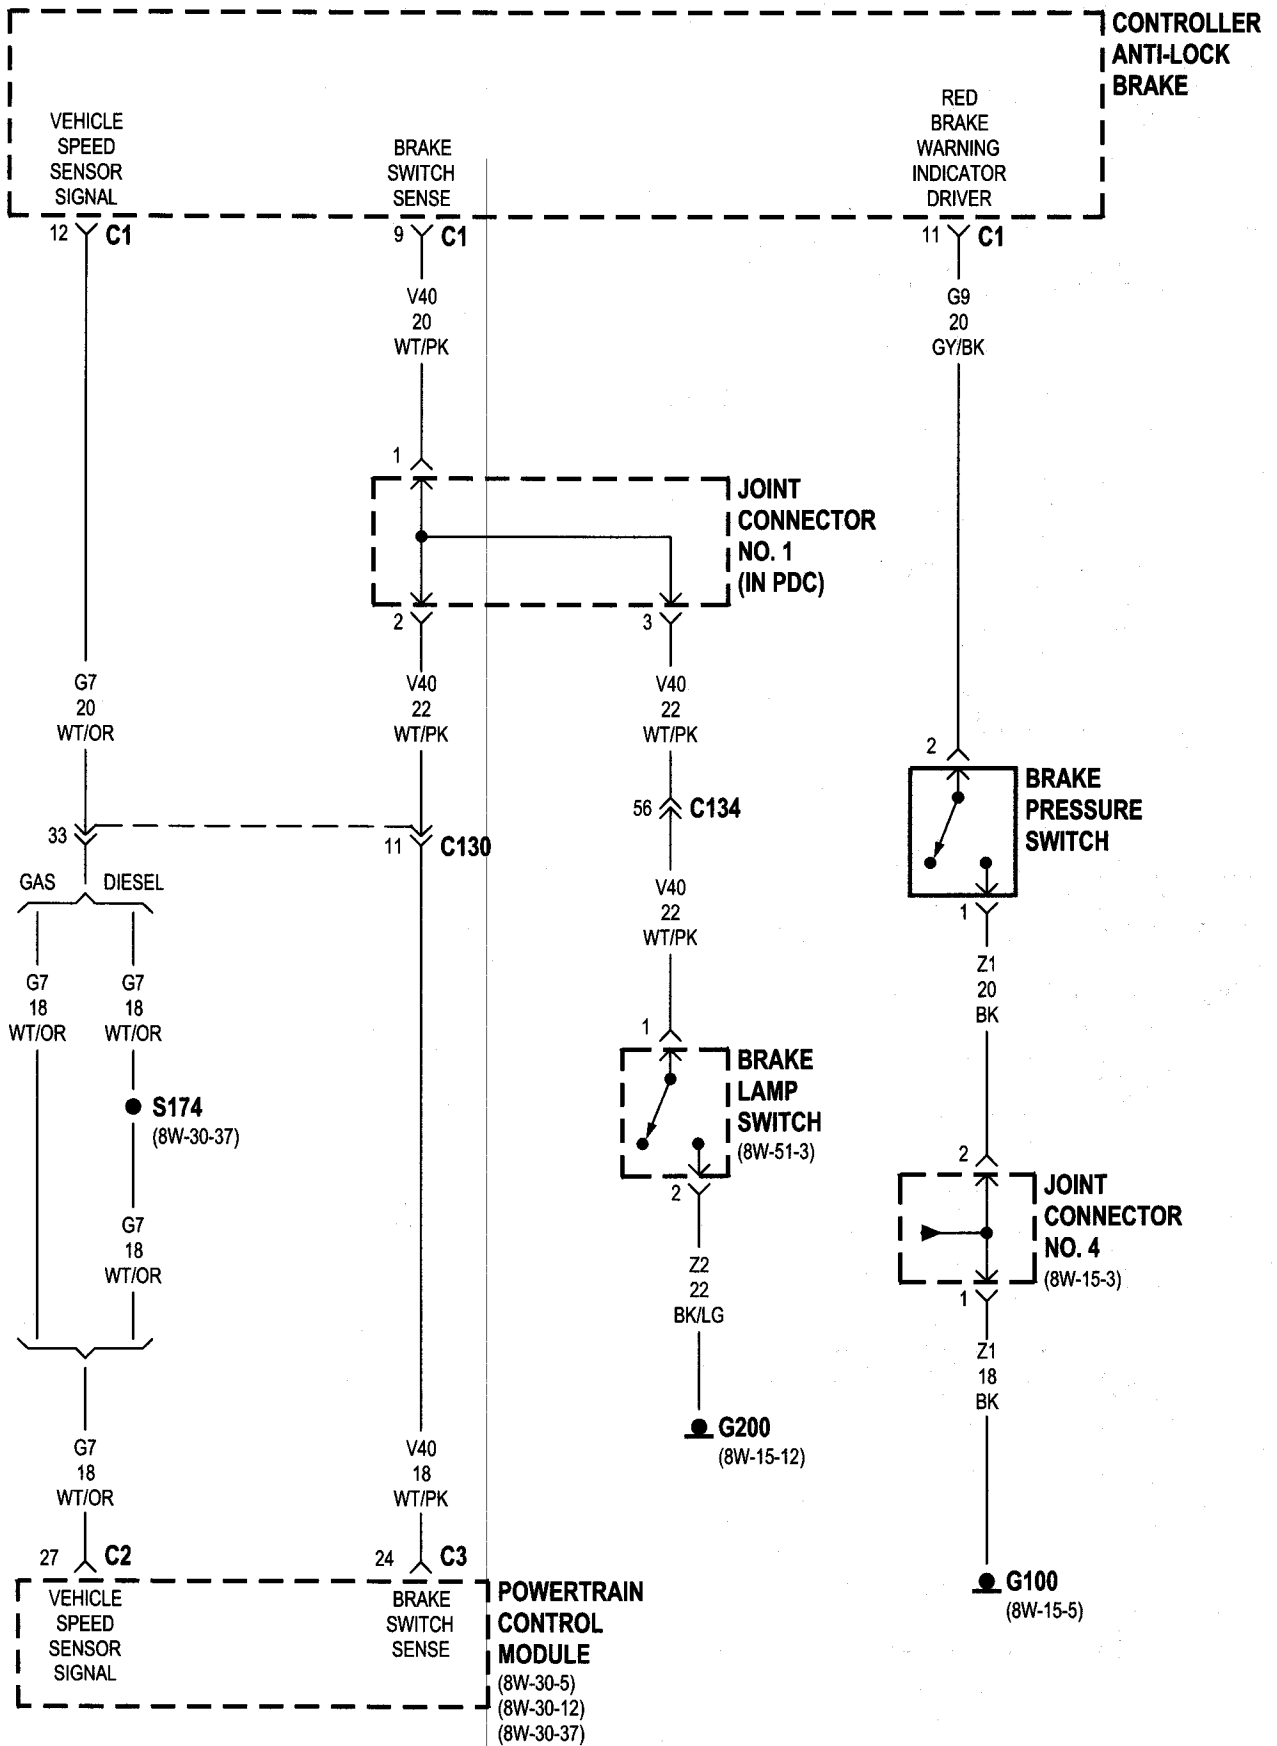 CONTROLLER
ANTI-LOCK
BRAKE
VEHICLE
SPEED
SENSOR
SIGNAL
BRAKE
SWITCH
SENSE
RED
BRAKE
WARNING
INDICATOR
DRIVER
12 C1
9 C1
11 C1
V40
20
WT/PK
G9
20
GY/BK
1
JOINT
CONNECTOR
NO. 1
(IN PDC)
2
3
G7
20
WT/OR
V40
22
WT/PK
V40
22
WT/PK
2
BRAKE
PRESSURE
SWITCH
56 C134
33
11 C130
GAS
DIESEL
V40
22
WT/PK
1
G7
18
WT/OR
G7
18
WT/OR
Z1
20
BK
1
BRAKE
LAMP
SWITCH
(8W-51-3)
S174
(8W-30-37)
2
2
JOINT
CONNECTOR
NO. 4
(8W-15-3)
G7
18
WT/OR
Z2
22
BK/LG
1
Z1
18
BK
G200
(8W-15-12)
G7
18
WT/OR
V40
18
WT/PK
27 C2
24 C3
G100
(8W-15-5)
VEHICLE
SPEED
SENSOR
SIGNAL
BRAKE
SWITCH
SENSE
POWERTRAIN
CONTROL
MODULE
(8W-30-5)
(8W-30-12)
(8W-30-37)